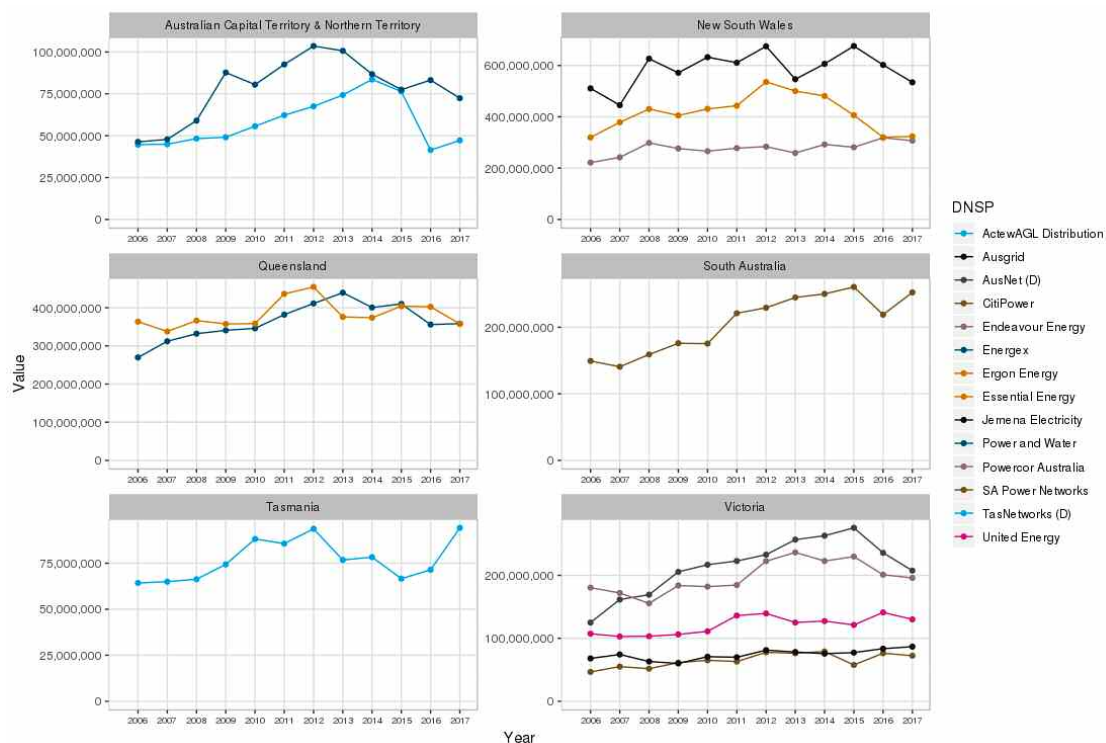 Australian Capital Territory & Northern Territory
100,000,000
75,000,000
50,000,000
25,000,000
0
2006 2007 2008 2009 2010 2011 2012 2013 2014 2015 2016 2017
New South Wales
600,000,000
400,000,000
200,000,000
0
2006 2007 2008 2009 2010 2011 2012 2013 2014 2015 2016 2017
Queensland
400,000,000
300,000,000
200,000,000
100,000,000
0
2006 2007 2008 2009 2010 2011 2012 2013 2014 2015 2016 2017
South Australia
200,000,000
100,000,000
0
2006 2007 2008 2009 2010 2011 2012 2013 2014 2015 2016 2017
Tasmania
75,000,000
50,000,000
25,000,000
0
2006 2007 2008 2009 2010 2011 2012 2013 2014 2015 2016 2017
Victoria
200,000,000
100,000,000
0
2006 2007 2008 2009 2010 2011 2012 2013 2014 2015 2016 2017
Value
Year
DNSP
ActewAGL Distribution
Ausgrid
AusNet (D)
CitiPower
Endeavour Energy
Energex
Ergon Energy
Essential Energy
Jemena Electricity
Power and Water
Powercor Australia
SA Power Networks
TasNetworks (D)
United Energy